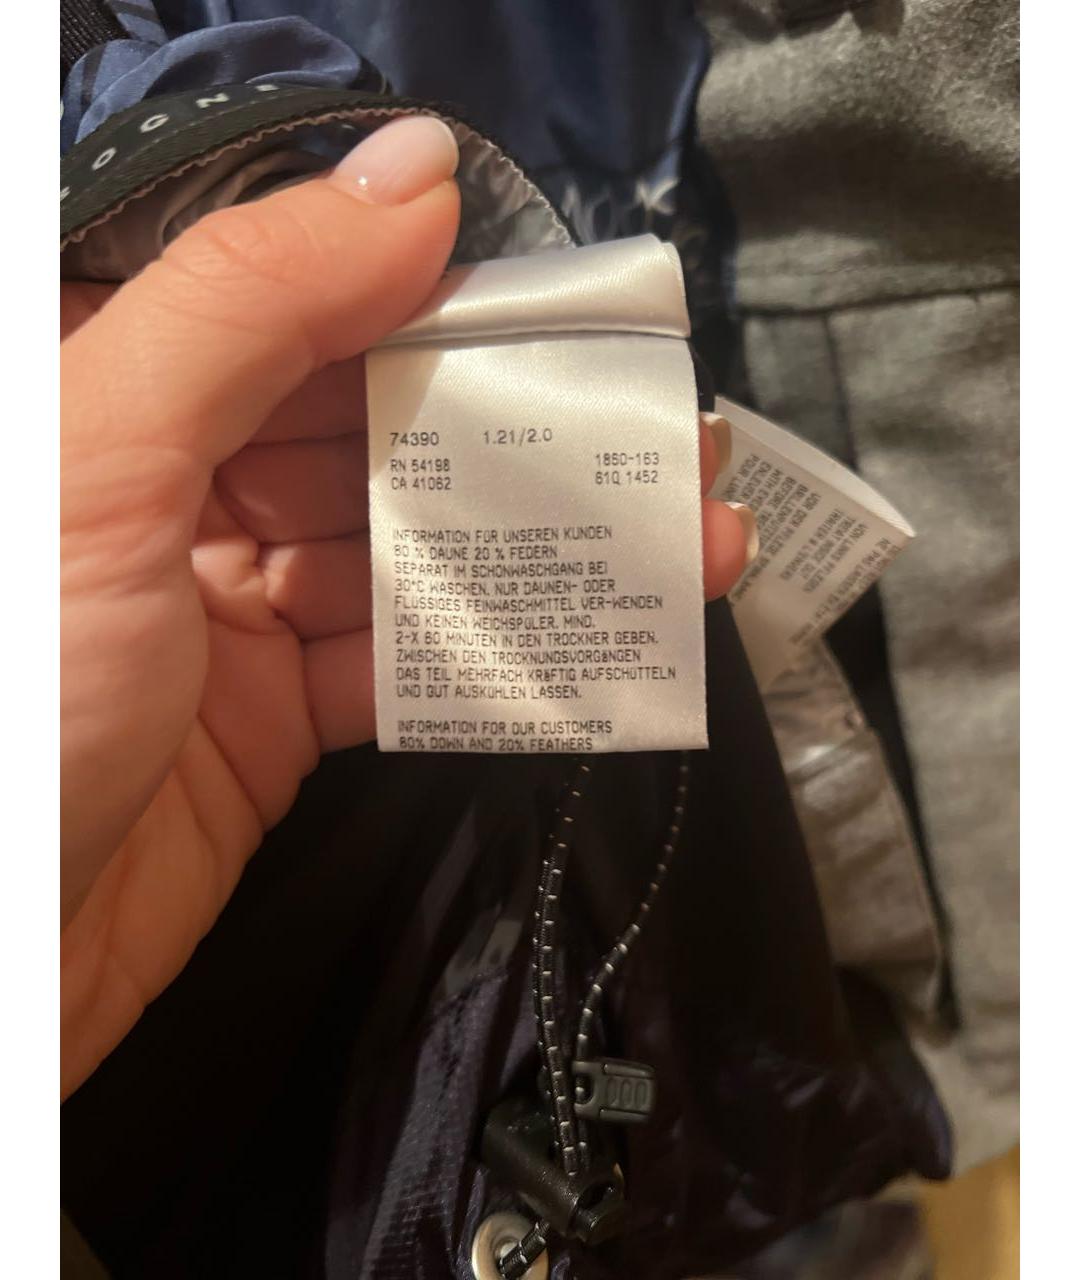 O G N
74390 1.21/2.0
RN 54198 1850-163
CA 41062 61Q 1452
INFORMATION FÜR UNSEREN KUNDEN
80 % DAUNE 20 % FEDERN
SEPARAT IM SCHONWASCHGANG BEI
30°C WASCHEN. NUR DAUNEN- ODER
FLÜSSIGES FEINWASCHMITTEL VER-WENDEN
UND KEINEN WEICHSPÜLER. MIND.
2-X 60 MINUTEN IN DEN TROCKNER GEBEN.
ZWISCHEN DEN TROCKNUNGSVORGÄNGEN
DAS TEIL MEHRFACH KRÄFTIG AUFSCHÜTTELN
UND GUT AUSKÜHLEN LASSEN.
INFORMATION FOR OUR CUSTOMERS
80% DOWN AND 20% FEATHERS